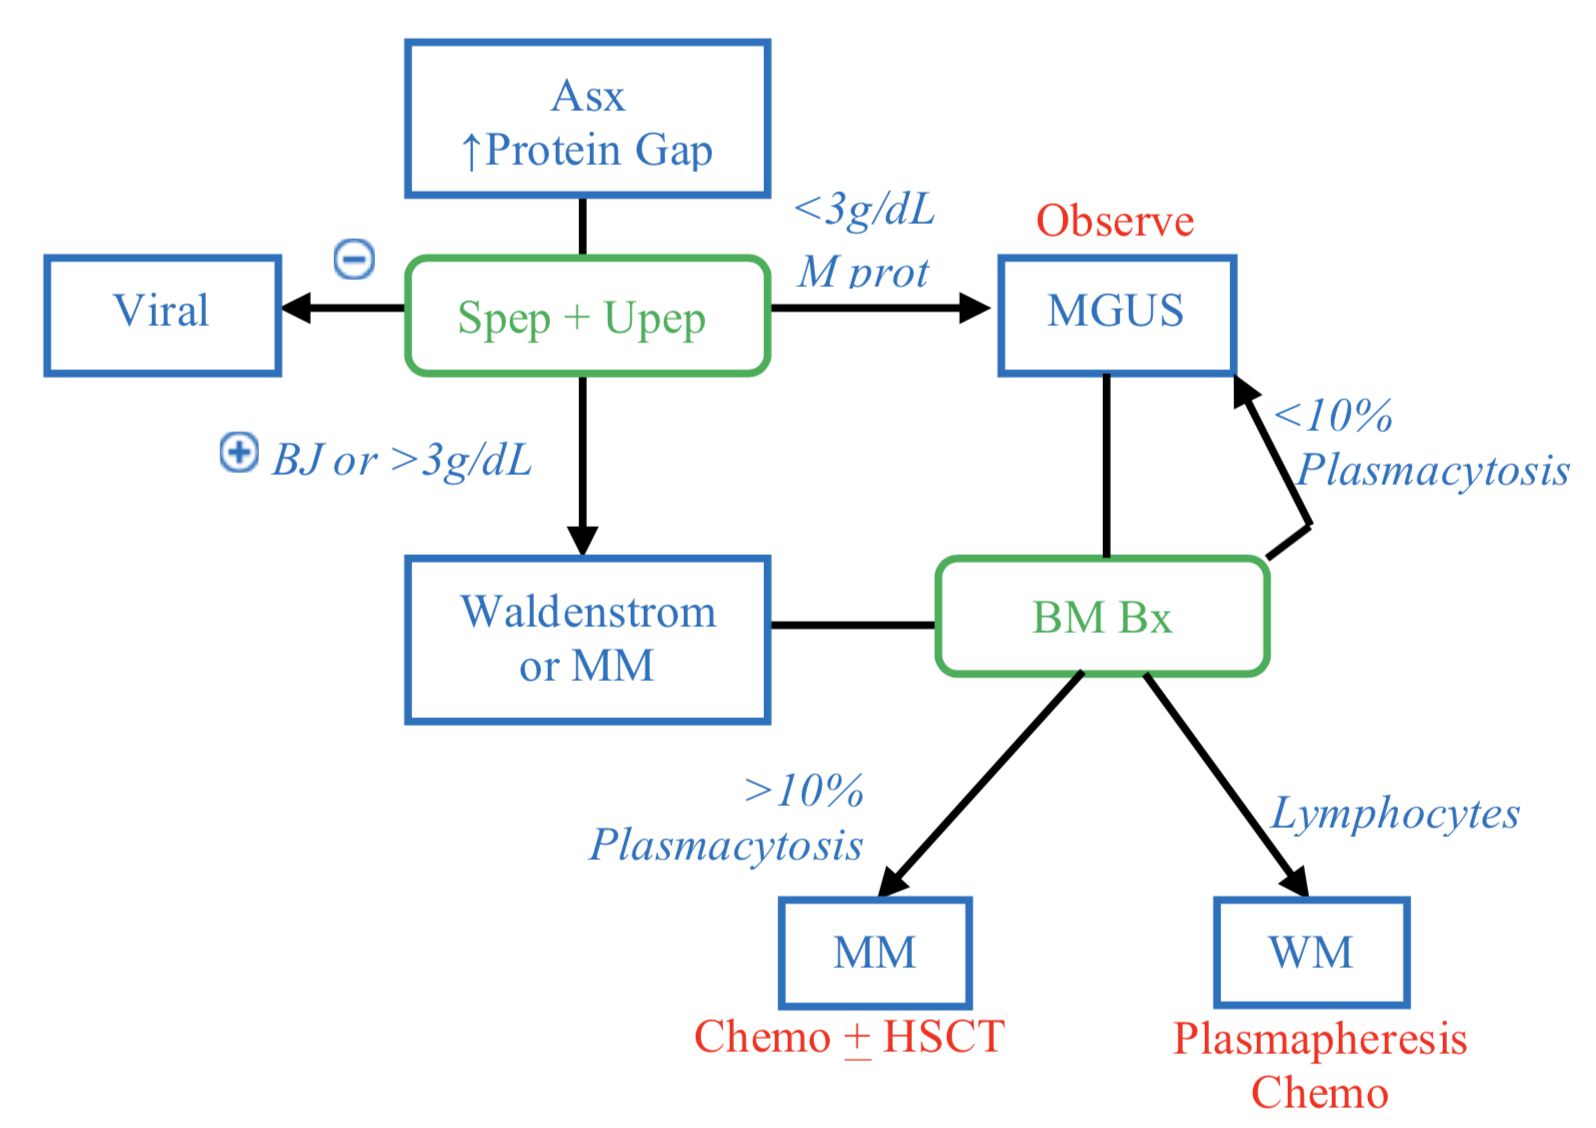 Asx
↑Protein Gap
<3g/dL
M prot
Observe
⊖
Viral
Spep + Upep
MGUS
<10%
Plasmacytosis
⊕ BJ or >3g/dL
Waldenstrom
or MM
BM Bx
>10%
Plasmacytosis
Lymphocytes
MM
WM
Chemo ± HSCT
Plasmapheresis
Chemo